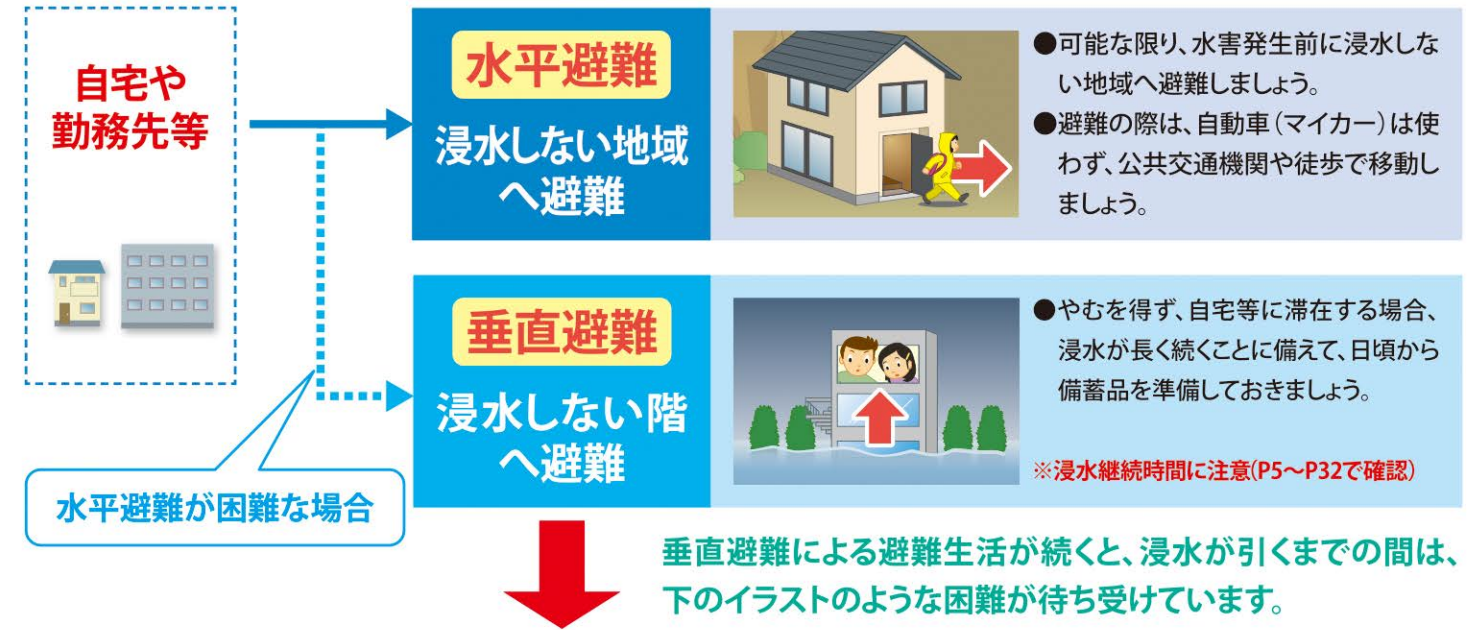 自宅や
勤務先等
水平避難
浸水しない地域
へ避難
●可能な限り、水害発生前に浸水しな
い地域へ避難しましょう。
●避難の際は、自動車（マイカー）は使
わず、公共交通機関や徒歩で移動し
ましょう。
垂直避難
浸水しない階
へ避難
●やむを得ず、自宅等に滞在する場合、
浸水が長く続くことに備えて、日頃から
備蓄品を準備しておきましょう。
※浸水継続時間に注意(P5～P32で確認)
水平避難が困難な場合
垂直避難による避難生活が続くと、浸水が引くまでの間は、
下のイラストのような困難が待ち受けています。